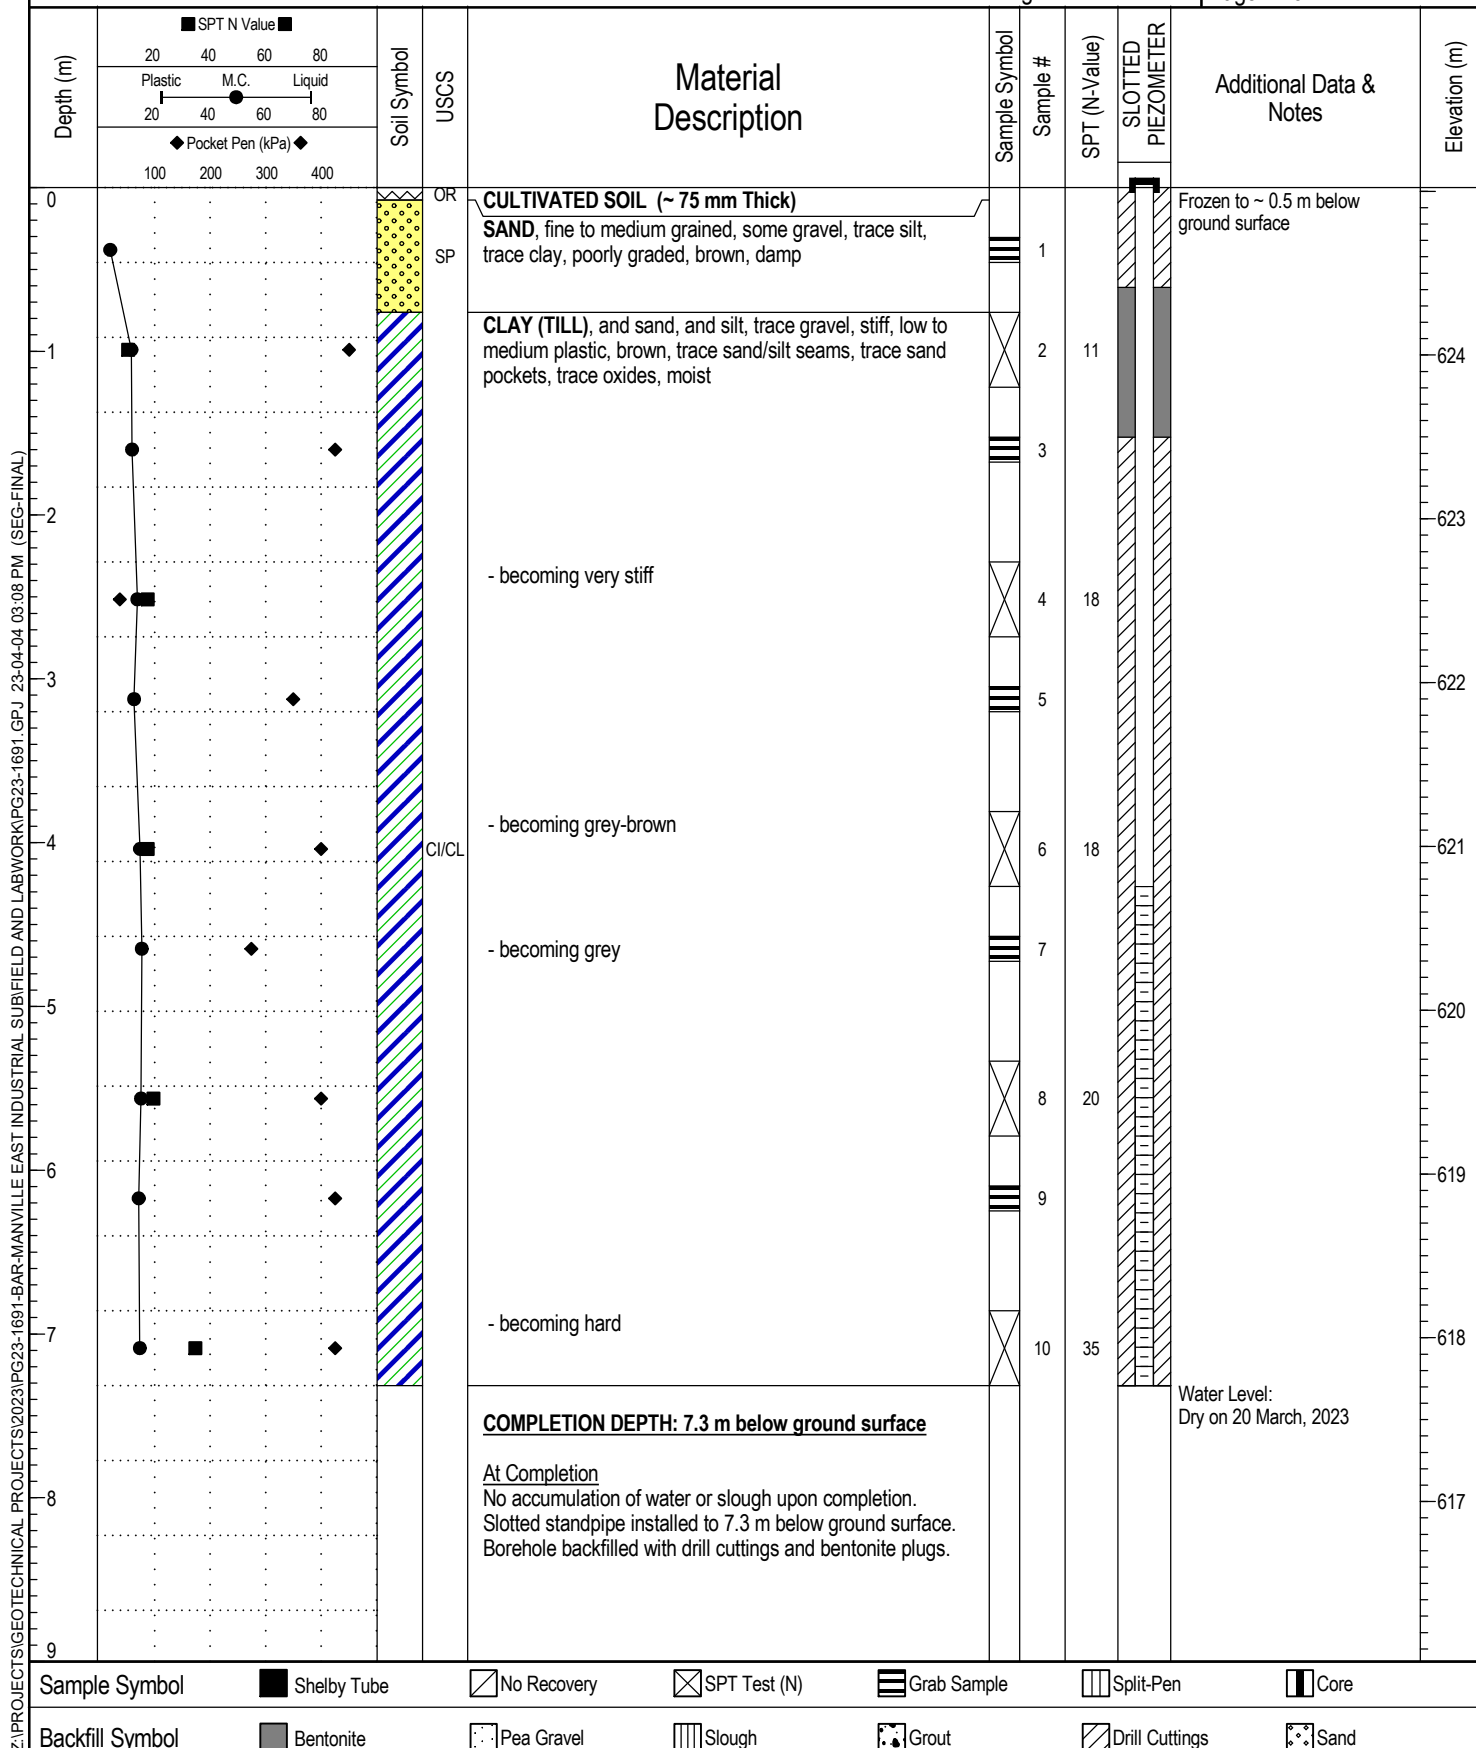 SPT N Value
20 40 60 80
Plastic M.C. Liquid
20 40 60 80
Pocket Pen (kPa)
100 200 300 400
Depth (m)
Soil Symbol
USCS
Material
Description
Sample Symbol
Sample #
SPT (N-Value)
SLOTTED
PIEZOMETER
Additional Data &
Notes
Elevation (m)
0
OR
CULTIVATED SOIL (~ 75 mm Thick)
Frozen to ~ 0.5 m below
ground surface
SP
SAND, fine to medium grained, some gravel, trace silt,
trace clay, poorly graded, brown, damp
1
CLAY (TILL), and sand, and silt, trace gravel, stiff, low to
medium plastic, brown, trace sand/silt seams, trace sand
pockets, trace oxides, moist
1
2
11
624
3
2
623
- becoming very stiff
4
18
3
622
5
- becoming grey-brown
4
CI/CL
6
18
621
- becoming grey
7
5
620
8
20
6
619
9
- becoming hard
7
618
10
35
Water Level:
Dry on 20 March, 2023
COMPLETION DEPTH: 7.3 m below ground surface
At Completion
No accumulation of water or slough upon completion.
Slotted standpipe installed to 7.3 m below ground surface.
Borehole backfilled with drill cuttings and bentonite plugs.
8
617
9
Z:\PROJECTS\GEOTECHNICAL PROJECTS\2023\PG23-1691-BAR-MANVILLE EAST INDUSTRIAL SUB\FIELD AND LABWORK\PG23-1691.GPJ 23-04-04 03:08 PM (SEG-FINAL)
Sample Symbol Shelby Tube No Recovery SPT Test (N) Grab Sample Split-Pen Core
Backfill Symbol Bentonite Pea Gravel Slough Grout Drill Cuttings Sand